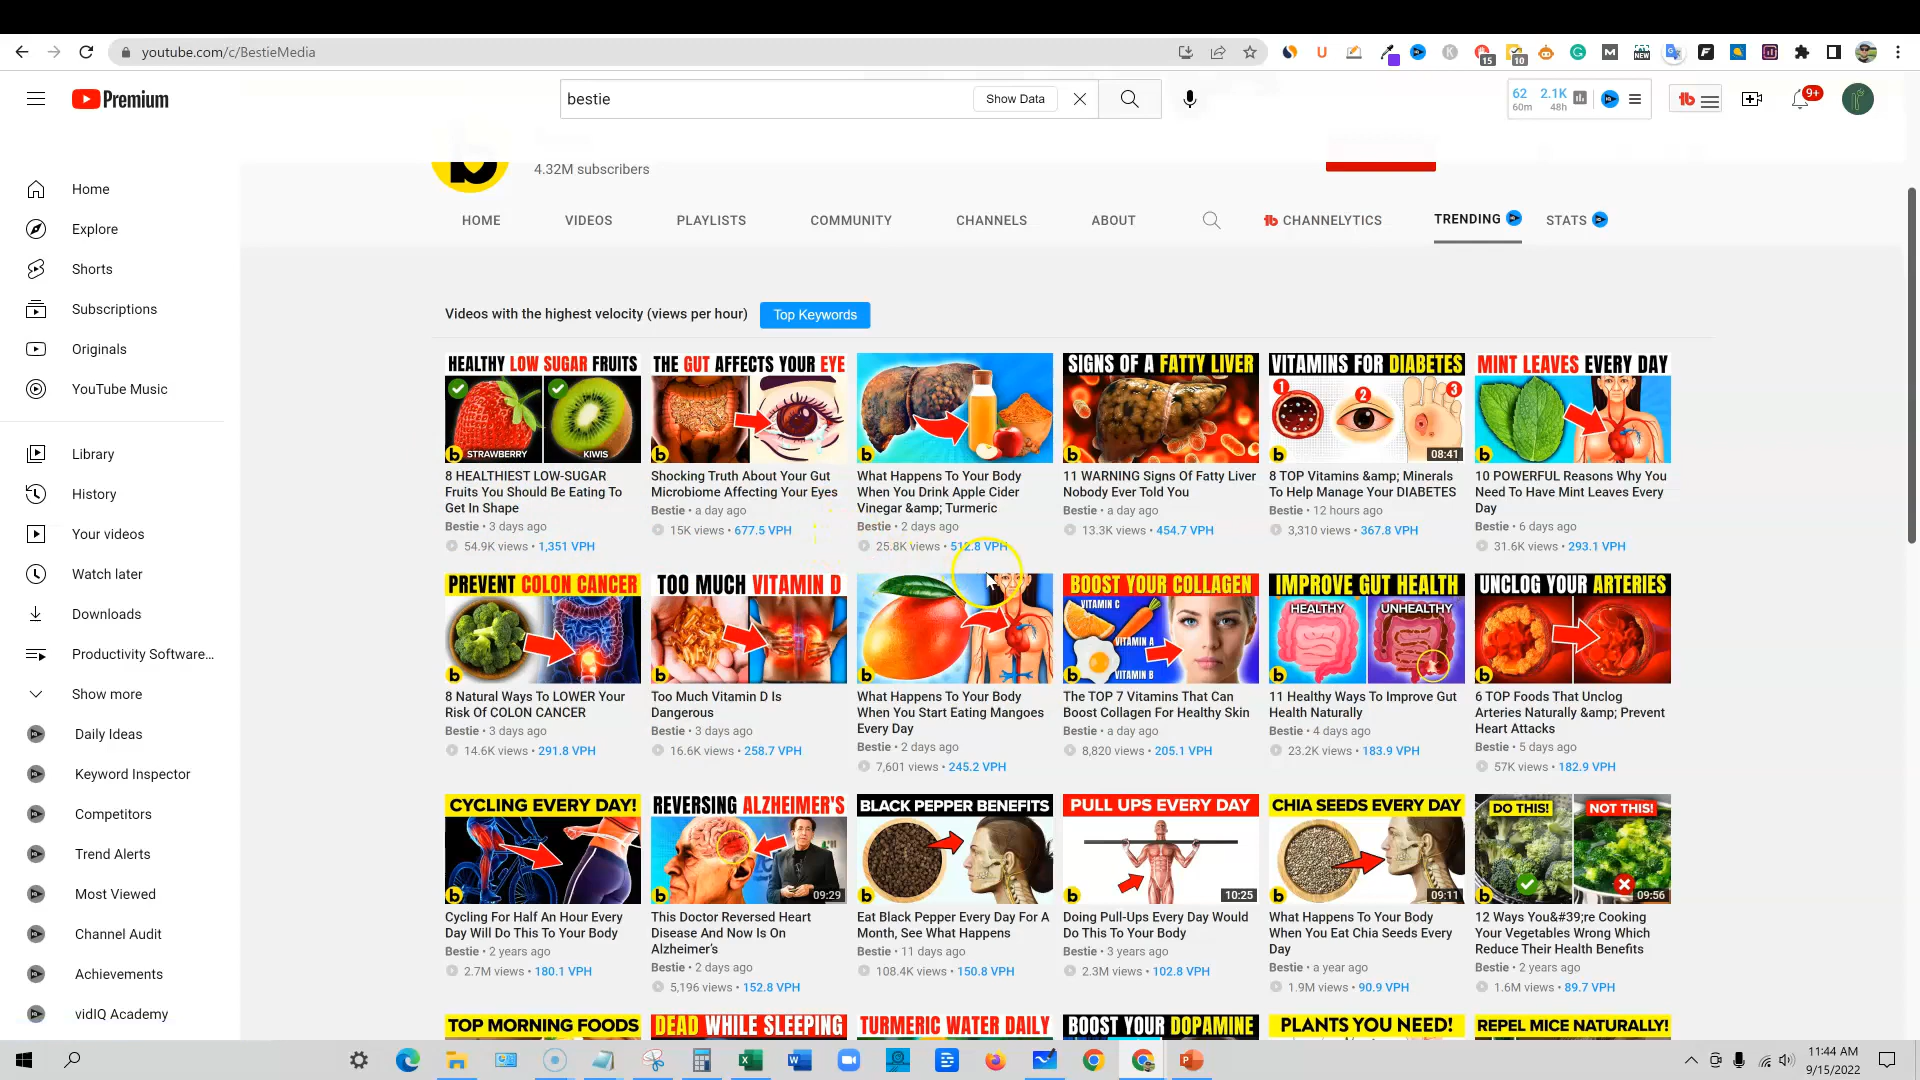 youtube.com/c/BestieMedia
15
10
NEW
Premium
bestie
Show Data
62 2.1K
60m 48h
9+
4.32M subscribers
HOME VIDEOS PLAYLISTS COMMUNITY CHANNELS ABOUT CHANNELYTICS TRENDING STATS
Home
Explore
Shorts
Subscriptions
Originals
YouTube Music
Library
History
Your videos
Watch later
Downloads
Productivity Software...
Show more
Daily Ideas
Keyword Inspector
Competitors
Trend Alerts
Most Viewed
Channel Audit
Achievements
vidIQ Academy
Videos with the highest velocity (views per hour) Top Keywords
HEALTHY LOW SUGAR FRUITS
STRAWBERRY KIWIS
8 HEALTHIEST LOW-SUGAR
Fruits You Should Be Eating To
Get In Shape
Bestie • 3 days ago
54.9K views • 1,351 VPH
THE GUT AFFECTS YOUR EYE
Shocking Truth About Your Gut
Microbiome Affecting Your Eyes
Bestie • a day ago
15K views • 677.5 VPH
What Happens To Your Body
When You Drink Apple Cider
Vinegar &amp; Turmeric
Bestie • 2 days ago
25.8K views • 512.8 VPH
SIGNS OF A FATTY LIVER
11 WARNING Signs Of Fatty Liver
Nobody Ever Told You
Bestie • a day ago
13.3K views • 454.7 VPH
VITAMINS FOR DIABETES
1 2 3
08:41
8 TOP Vitamins &amp; Minerals
To Help Manage Your DIABETES
Bestie • 12 hours ago
3,310 views • 367.8 VPH
MINT LEAVES EVERY DAY
10 POWERFUL Reasons Why You
Need To Have Mint Leaves Every
Day
Bestie • 6 days ago
31.6K views • 293.1 VPH
PREVENT COLON CANCER
8 Natural Ways To LOWER Your
Risk Of COLON CANCER
Bestie • 3 days ago
14.6K views • 291.8 VPH
TOO MUCH VITAMIN D
Too Much Vitamin D Is
Dangerous
Bestie • 3 days ago
16.6K views • 258.7 VPH
What Happens To Your Body
When You Start Eating Mangoes
Every Day
Bestie • 2 days ago
7,601 views • 245.2 VPH
BOOST YOUR COLLAGEN
VITAMIN C
VITAMIN A
VITAMIN B
The TOP 7 Vitamins That Can
Boost Collagen For Healthy Skin
Bestie • a day ago
8,820 views • 205.1 VPH
IMPROVE GUT HEALTH
HEALTHY UNHEALTHY
11 Healthy Ways To Improve Gut
Health Naturally
Bestie • 4 days ago
23.2K views • 183.9 VPH
UNCLOG YOUR ARTERIES
6 TOP Foods That Unclog
Arteries Naturally &amp; Prevent
Heart Attacks
Bestie • 5 days ago
57K views • 182.9 VPH
CYCLING EVERY DAY!
Cycling For Half An Hour Every
Day Will Do This To Your Body
Bestie • 2 years ago
2.7M views • 180.1 VPH
REVERSING ALZHEIMER'S
09:29
This Doctor Reversed Heart
Disease And Now Is On
Alzheimer's
Bestie • 2 days ago
5,196 views • 152.8 VPH
BLACK PEPPER BENEFITS
Eat Black Pepper Every Day For A
Month, See What Happens
Bestie • 11 days ago
108.4K views • 150.8 VPH
PULL UPS EVERY DAY
10:25
Doing Pull-Ups Every Day Would
Do This To Your Body
Bestie • 3 years ago
2.3M views • 102.8 VPH
CHIA SEEDS EVERY DAY
09:11
What Happens To Your Body
When You Eat Chia Seeds Every
Day
Bestie • a year ago
1.9M views • 90.9 VPH
DO THIS! NOT THIS!
09:56
12 Ways You&#39;re Cooking
Your Vegetables Wrong Which
Reduce Their Health Benefits
Bestie • 2 years ago
1.6M views • 89.7 VPH
TOP MORNING FOODS
DEAD WHILE SLEEPING
TURMERIC WATER DAILY
BOOST YOUR DOPAMINE
PLANTS YOU NEED!
REPEL MICE NATURALLY!
11:44 AM
9/15/2022